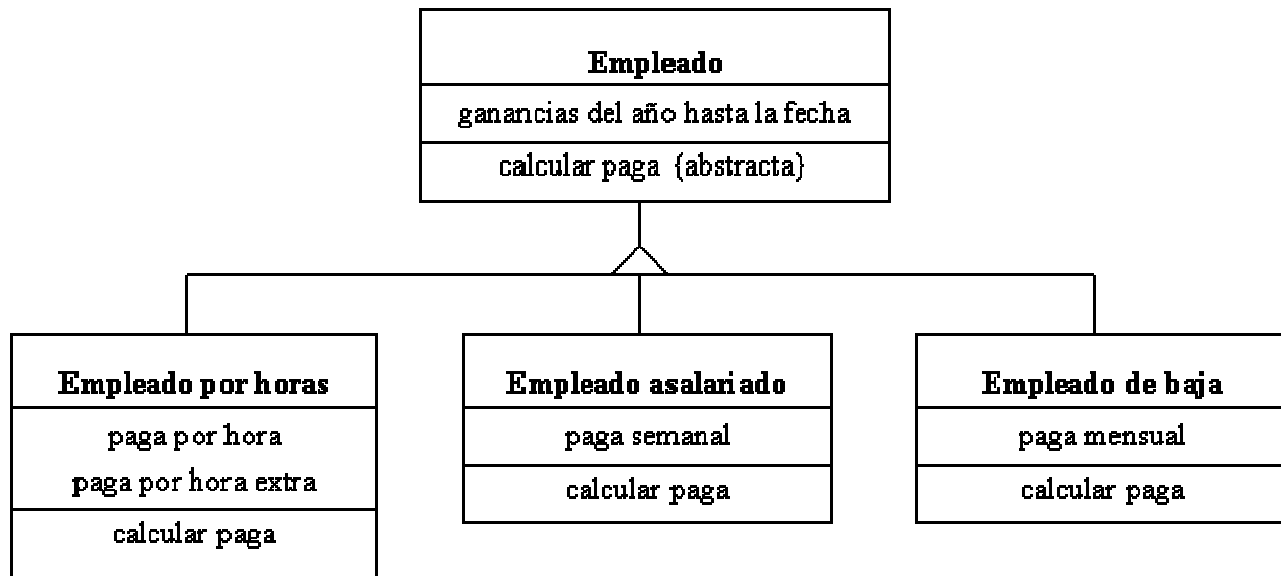 Empleado
ganancias del año hasta la fecha
calcular paga {abstracta}
Empleado por horas
paga por hora
paga por hora extra
calcular paga
Empleado asalariado
paga semanal
calcular paga
Empleado de baja
paga mensual
calcular paga